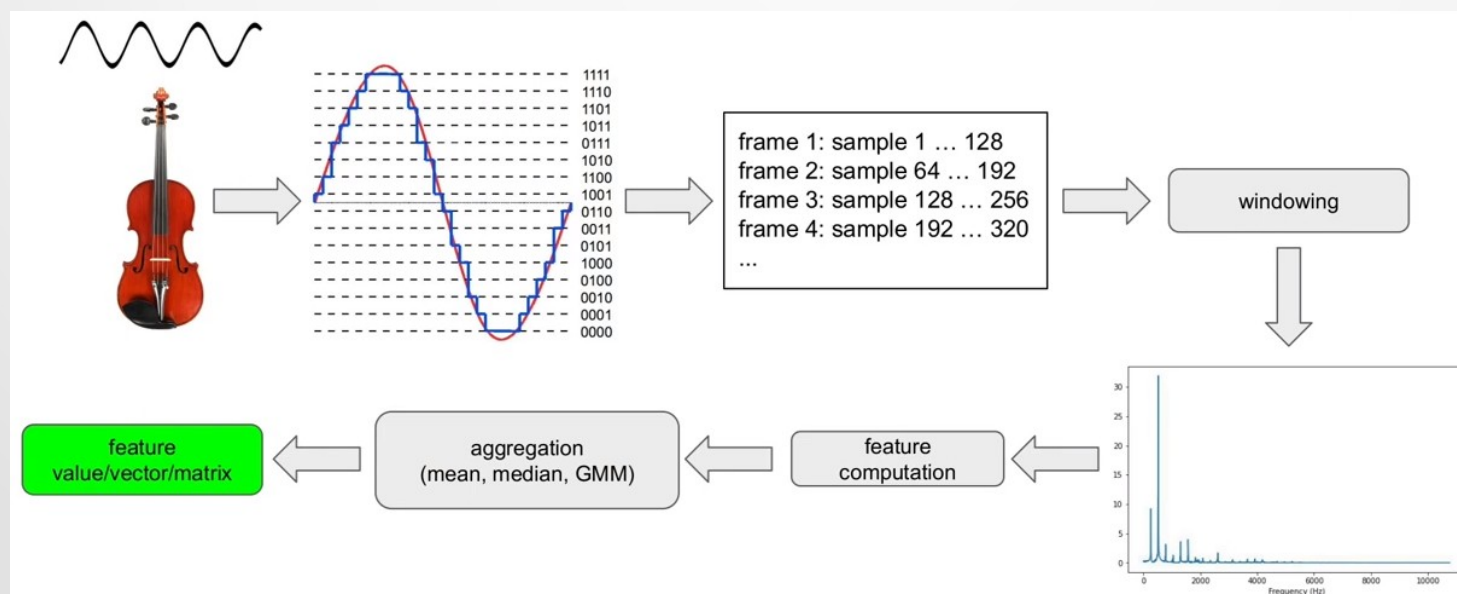 1111
1110
1101
1011
0111
1010
1100
1001
0110
0011
0101
1000
0100
0010
0001
0000
frame 1: sample 1 … 128
frame 2: sample 64 … 192
frame 3: sample 128 … 256
frame 4: sample 192 … 320
...
windowing
30
25
20
15
10
5
0
0 2000 4000 6000 8000 10000
Frequency (Hz)
feature
computation
aggregation
(mean, median, GMM)
feature
value/vector/matrix